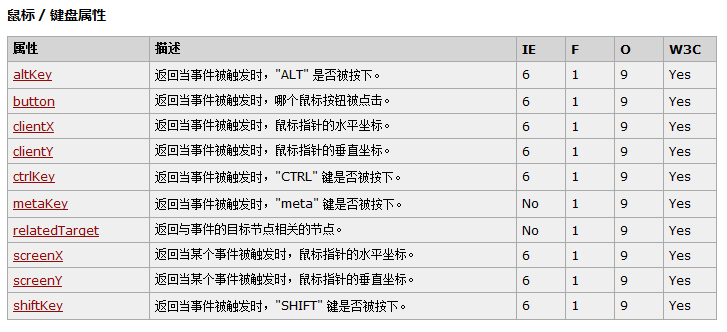 鼠标 / 键盘属性
属性 描述 IE F O W3C
altKey 返回当事件被触发时，"ALT" 是否被按下。 6 1 9 Yes
button 返回当事件被触发时，哪个鼠标按钮被点击。 6 1 9 Yes
clientX 返回当事件被触发时，鼠标指针的水平坐标。 6 1 9 Yes
clientY 返回当事件被触发时，鼠标指针的垂直坐标。 6 1 9 Yes
ctrlKey 返回当事件被触发时，"CTRL" 键是否被按下。 6 1 9 Yes
metaKey 返回当事件被触发时，"meta" 键是否被按下。 No 1 9 Yes
relatedTarget 返回与事件的目标节点相关的节点。 No 1 9 Yes
screenX 返回当某个事件被触发时，鼠标指针的水平坐标。 6 1 9 Yes
screenY 返回当某个事件被触发时，鼠标指针的垂直坐标。 6 1 9 Yes
shiftKey 返回当事件被触发时，"SHIFT" 键是否被按下。 6 1 9 Yes